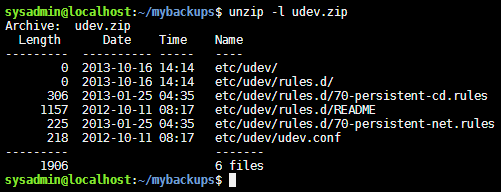 sysadmin@localhost:~/mybackups$ unzip -l udev.zip
Archive:  udev.zip
  Length      Date    Time    Name
---------  ---------- -----   ----
        0  2013-10-16 14:14   etc/udev/
        0  2013-10-16 14:14   etc/udev/rules.d/
      306  2013-01-25 04:35   etc/udev/rules.d/70-persistent-cd.rules
     1157  2012-10-11 08:17   etc/udev/rules.d/README
      225  2013-01-25 04:35   etc/udev/rules.d/70-persistent-net.rules
      218  2012-10-11 08:17   etc/udev/udev.conf
---------                     -------
     1906                     6 files
sysadmin@localhost:~/mybackups$